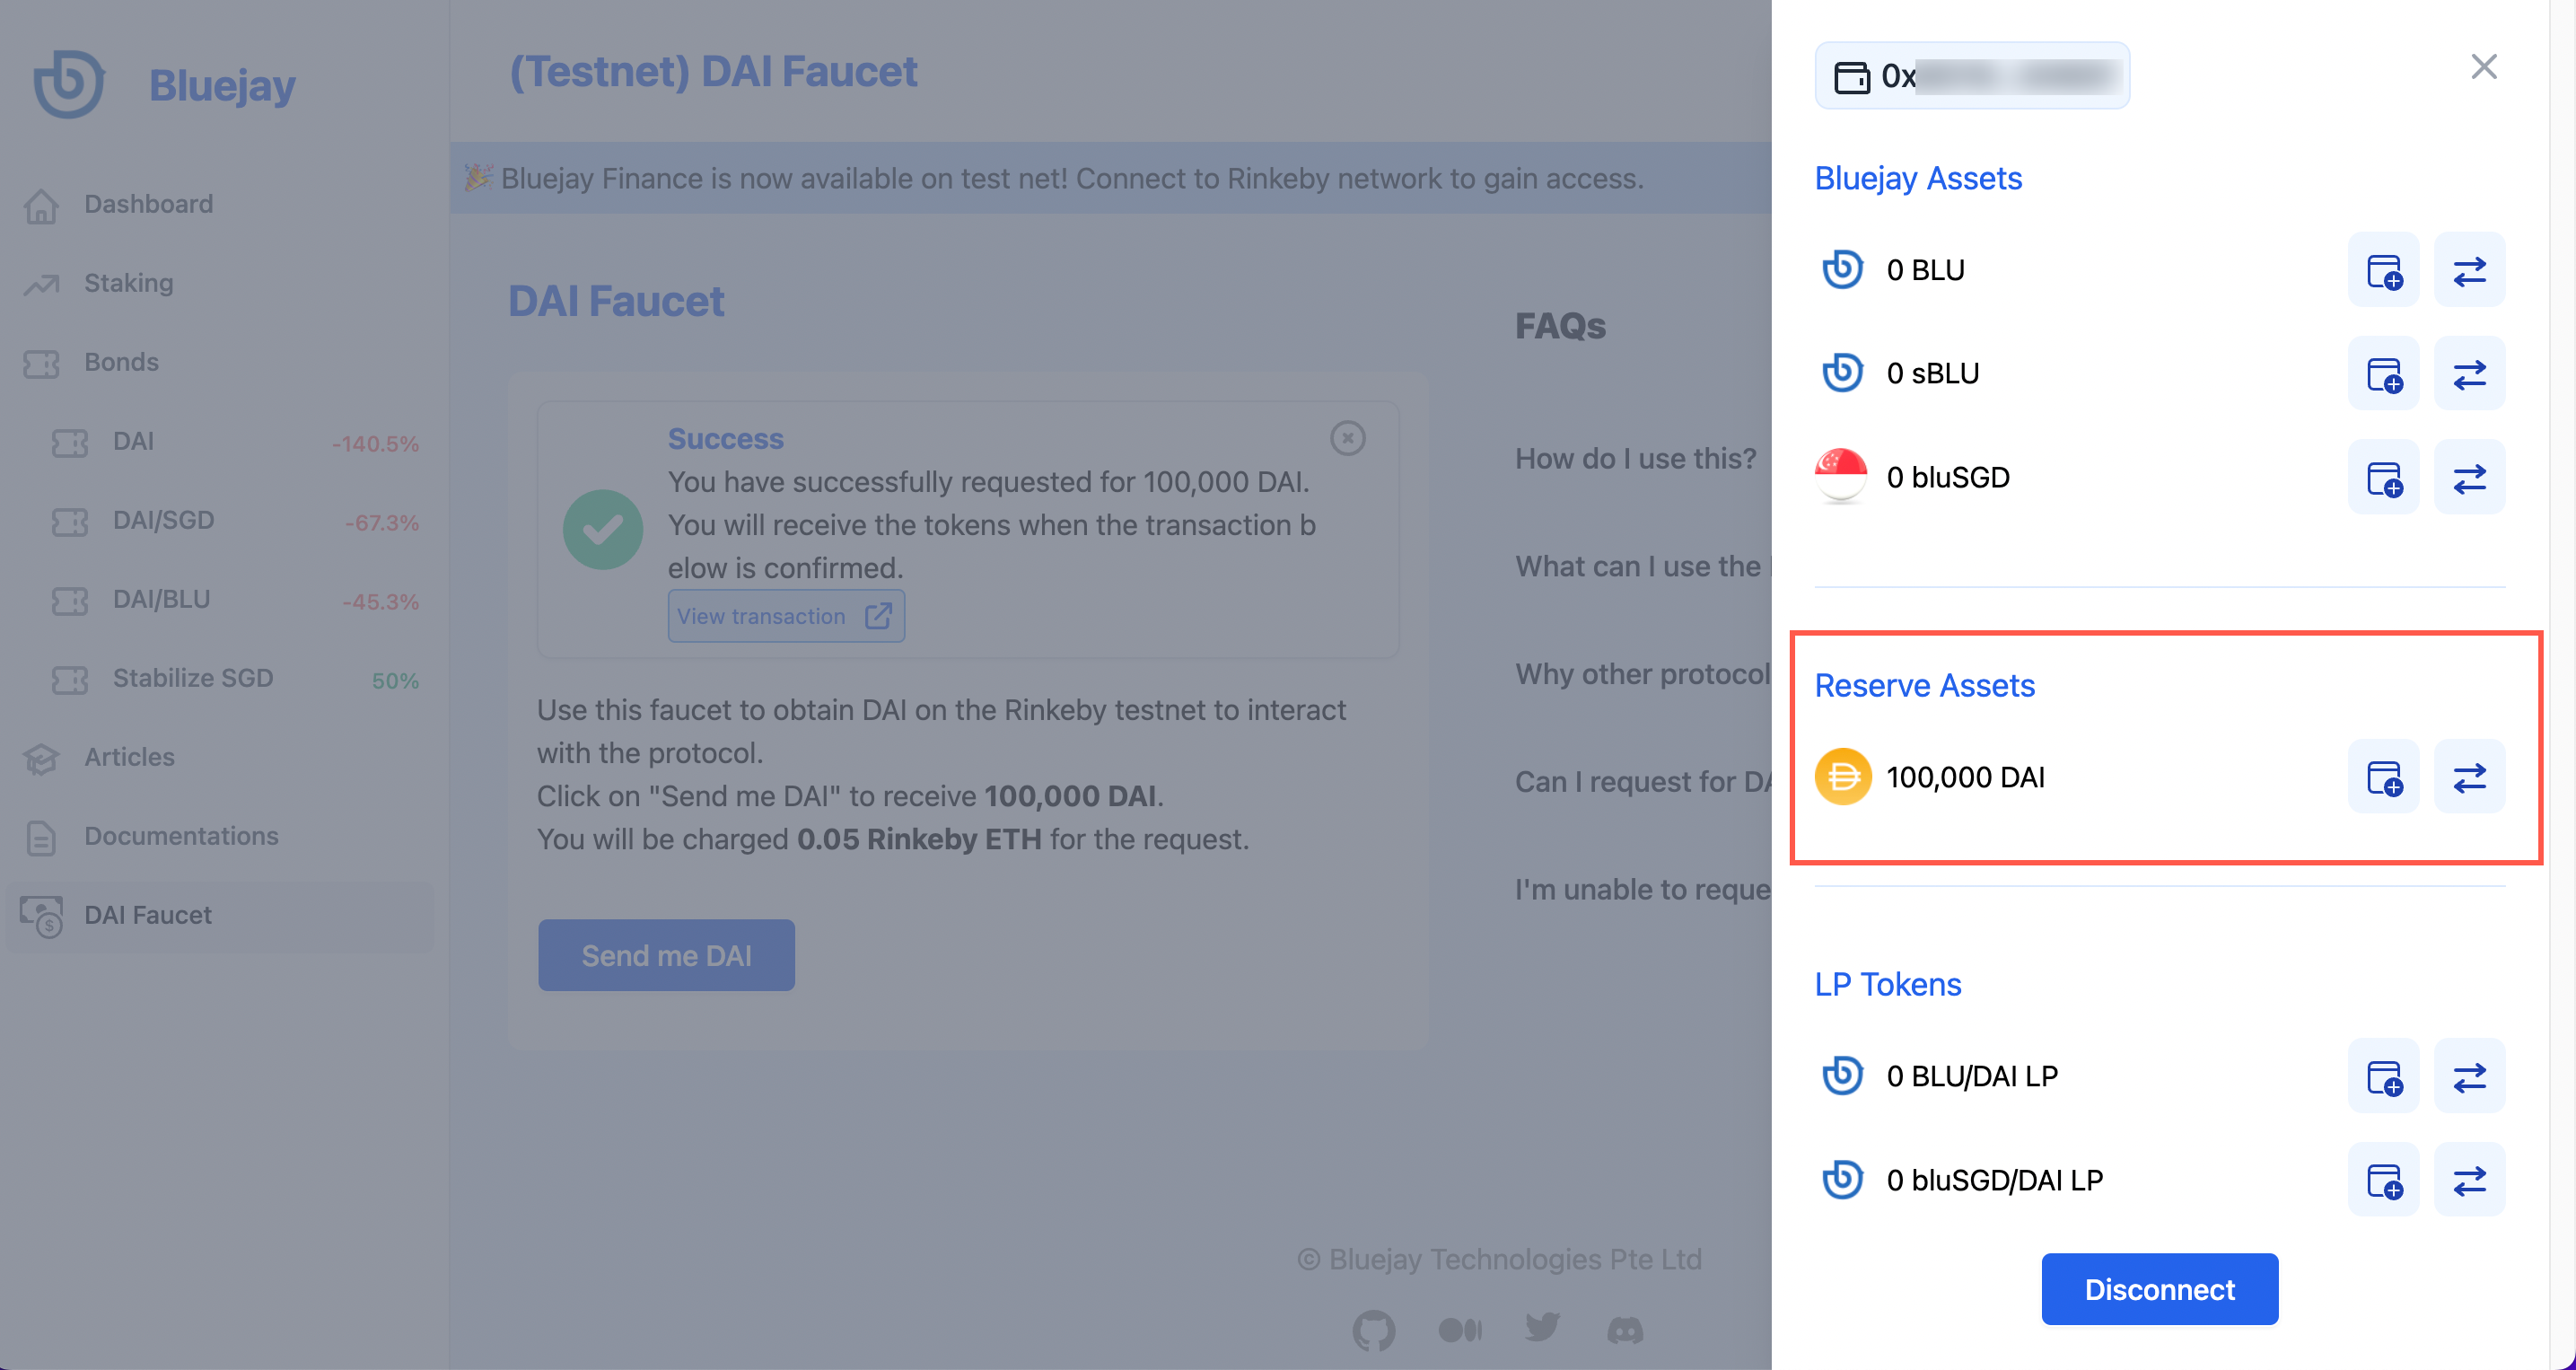 Bluejay
Dashboard
Staking
Bonds
DAI -140.5%
DAI/SGD -67.3%
DAI/BLU -45.3%
Stabilize SGD 50%
Articles
Documentations
DAI Faucet
(Testnet) DAI Faucet
🎉 Bluejay Finance is now available on test net! Connect to Rinkeby network to gain access.
DAI Faucet
Success
You have successfully requested for 100,000 DAI.
You will receive the tokens when the transaction b
elow is confirmed.
View transaction
Use this faucet to obtain DAI on the Rinkeby testnet to interact
with the protocol.
Click on "Send me DAI" to receive 100,000 DAI.
You will be charged 0.05 Rinkeby ETH for the request.
Send me DAI
FAQs
How do I use this?
What can I use the
Why other protocol
Can I request for DA
I'm unable to reque
© Bluejay Technologies Pte Ltd
0x
Bluejay Assets
0 BLU
0 sBLU
0 bluSGD
Reserve Assets
100,000 DAI
LP Tokens
0 BLU/DAI LP
0 bluSGD/DAI LP
Disconnect